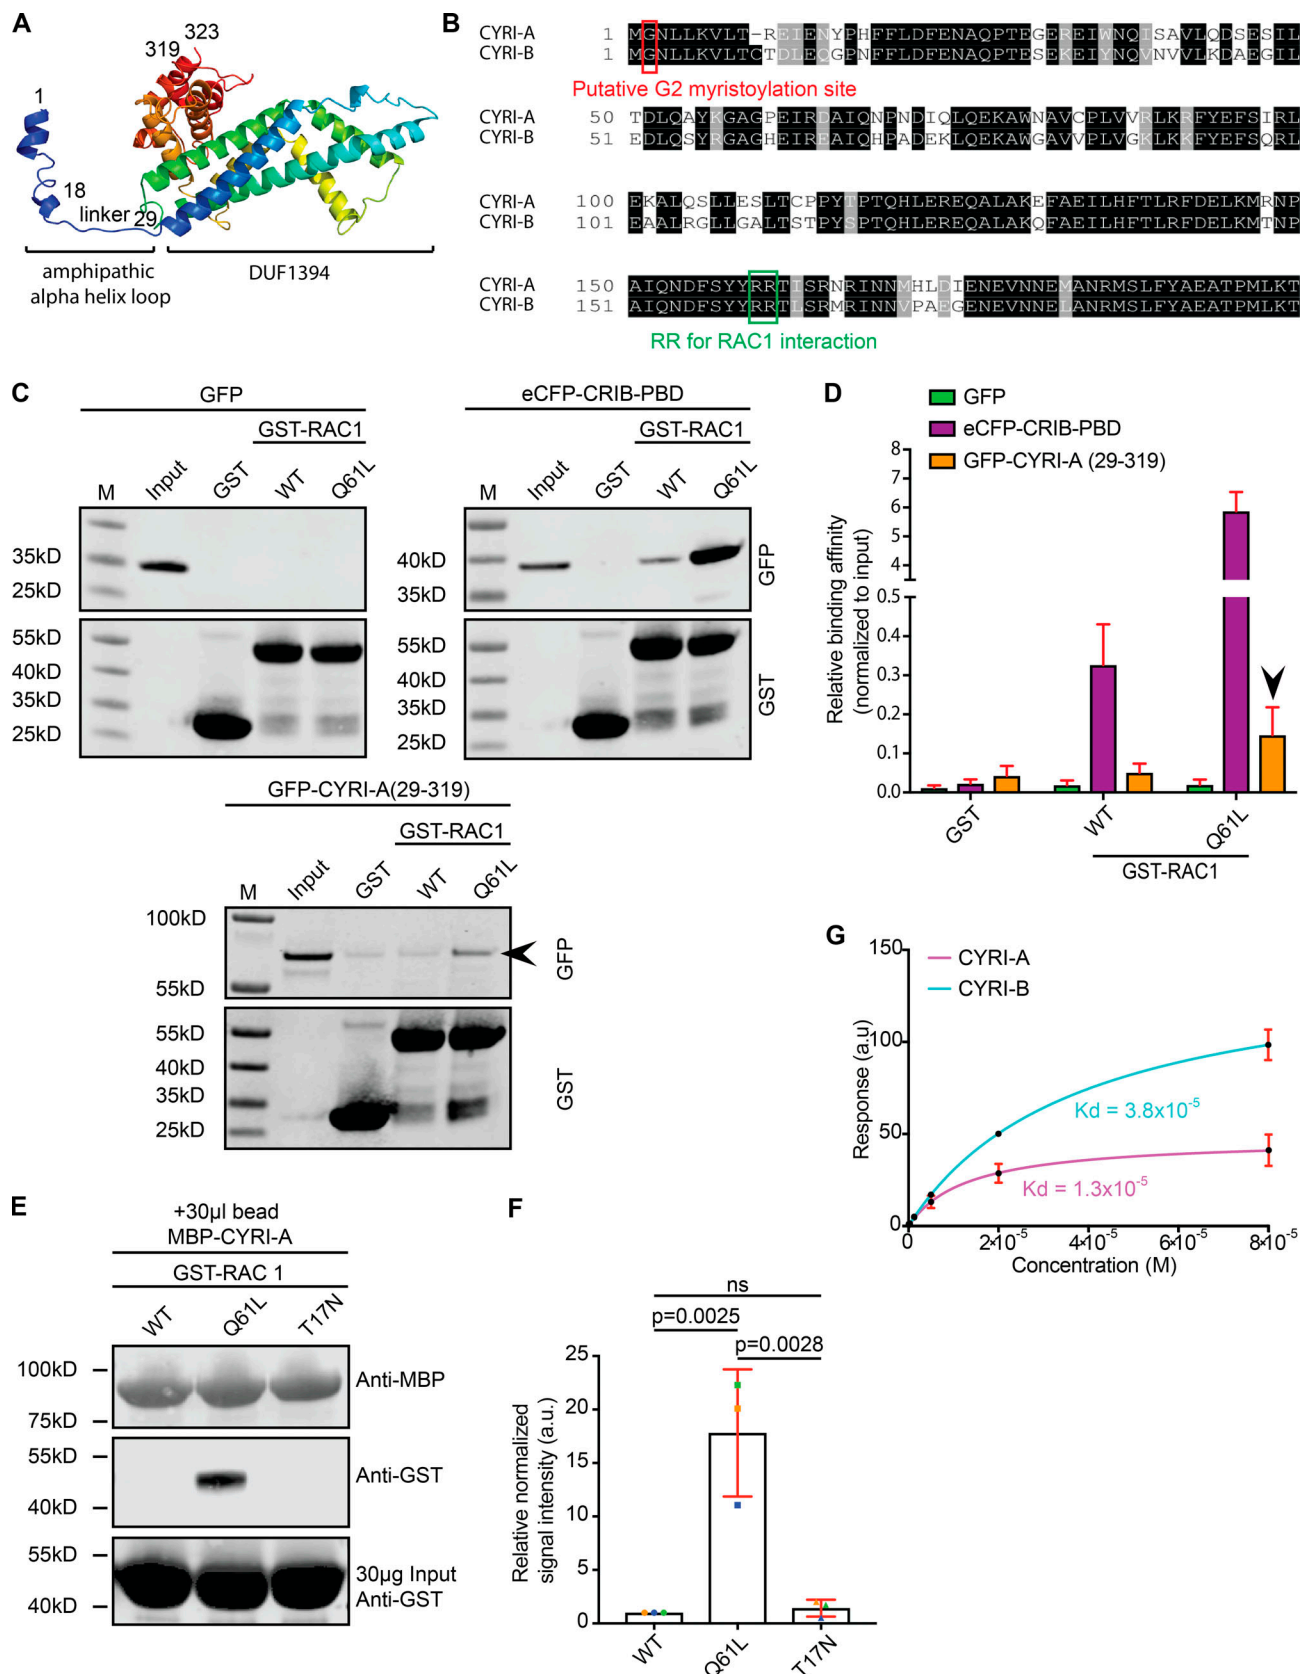 A
323
319
1
18
linker
29
amphipathic
alpha helix loop
DUF1394
B
CYRI-A 1 MGNLLKVLT-REIENYPHFFLDFENAQPTEGEREIWNQISAVLQDSESIL
CYRI-B 1 MGNLLKVLTCTDLEQGPNFFLDFENAQPTESEKEIYNQVNVVLKDAEGIL
Putative G2 myristoylation site
CYRI-A 50 TDLQAYKGAGPEIRDAIQNPNDIQLQEKAWNAVCPLVVRLKRFYEFSIRL
CYRI-B 51 EDLQSYRGAGHEIREAIQHPADEKLQEKAWGAVVPLVGKLKKFYEFSQRL
CYRI-A 100 EKALQSLLESLTCPPYTPTQHLEREQALAKEFAEILHFTLRFDELKMRNP
CYRI-B 101 EAALRGLLGALTSTPYSPTQHLEREQALAKQFAEILHFTLRFDELKMTNP
CYRI-A 150 AIQNDFSYYRRTISRNRINNMHLDIENEVNNEMANRMSLFYAEATPMLKT
CYRI-B 151 AIQNDFSYYRRTLSRMRINNVPAEGENEVNNELANRMSLFYAEATPMLKT
RR for RAC1 interaction
C
GFP
GST-RAC1
M Input GST WT Q61L
35kD
25kD
55kD
40kD
35kD
25kD
eCFP-CRIB-PBD
GST-RAC1
M Input GST WT Q61L
40kD
35kD
GFP
55kD
40kD
35kD
25kD
GST
GFP-CYRI-A(29-319)
GST-RAC1
M Input GST WT Q61L
100kD
55kD
GFP
55kD
40kD
35kD
25kD
GST
D
GFP
eCFP-CRIB-PBD
GFP-CYRI-A (29-319)
Relative binding affinity
(normalized to input)
8
7
6
5
4
0.5
0.4
0.3
0.2
0.1
0.0
GST WT Q61L
GST-RAC1
E
+30µl bead
MBP-CYRI-A
GST-RAC 1
WT Q61L T17N
100kD
75kD
Anti-MBP
55kD
40kD
Anti-GST
55kD
40kD
30µg Input
Anti-GST
F
ns
p=0.0025
p=0.0028
Relative normalized
signal intensity (a.u.)
25
20
15
10
5
0
WT Q61L T17N
G
CYRI-A
CYRI-B
Response (a.u)
150
100
50
0
Kd = 3.8x10-5
Kd = 1.3x10-5
0 2×10-5 4×10-5 6×10-5 8×10-5
Concentration (M)